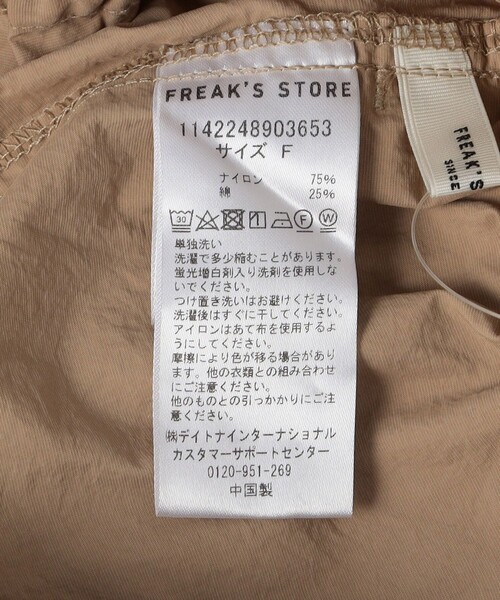 FREAK'S STORE
1142248903653
サイズ F
ナイロン 75%
綿 25%
30 F W
単独洗い
洗濯で多少縮むことがあります。
蛍光増白剤入り洗剤を使用しな
いでください。
つけ置き洗いはお避けください。
洗濯後はすぐに干してください。
アイロンはあて布を使用するよ
うにしてください。
摩擦により色が移る場合があり
ます。他の衣類との組み合わせ
にご注意ください。
他のものとの引っかかりにご注
意ください。
㈱デイトナインターナショナル
カスタマーサポートセンター
0120-951-269
中国製
FREAK'S
SINCE